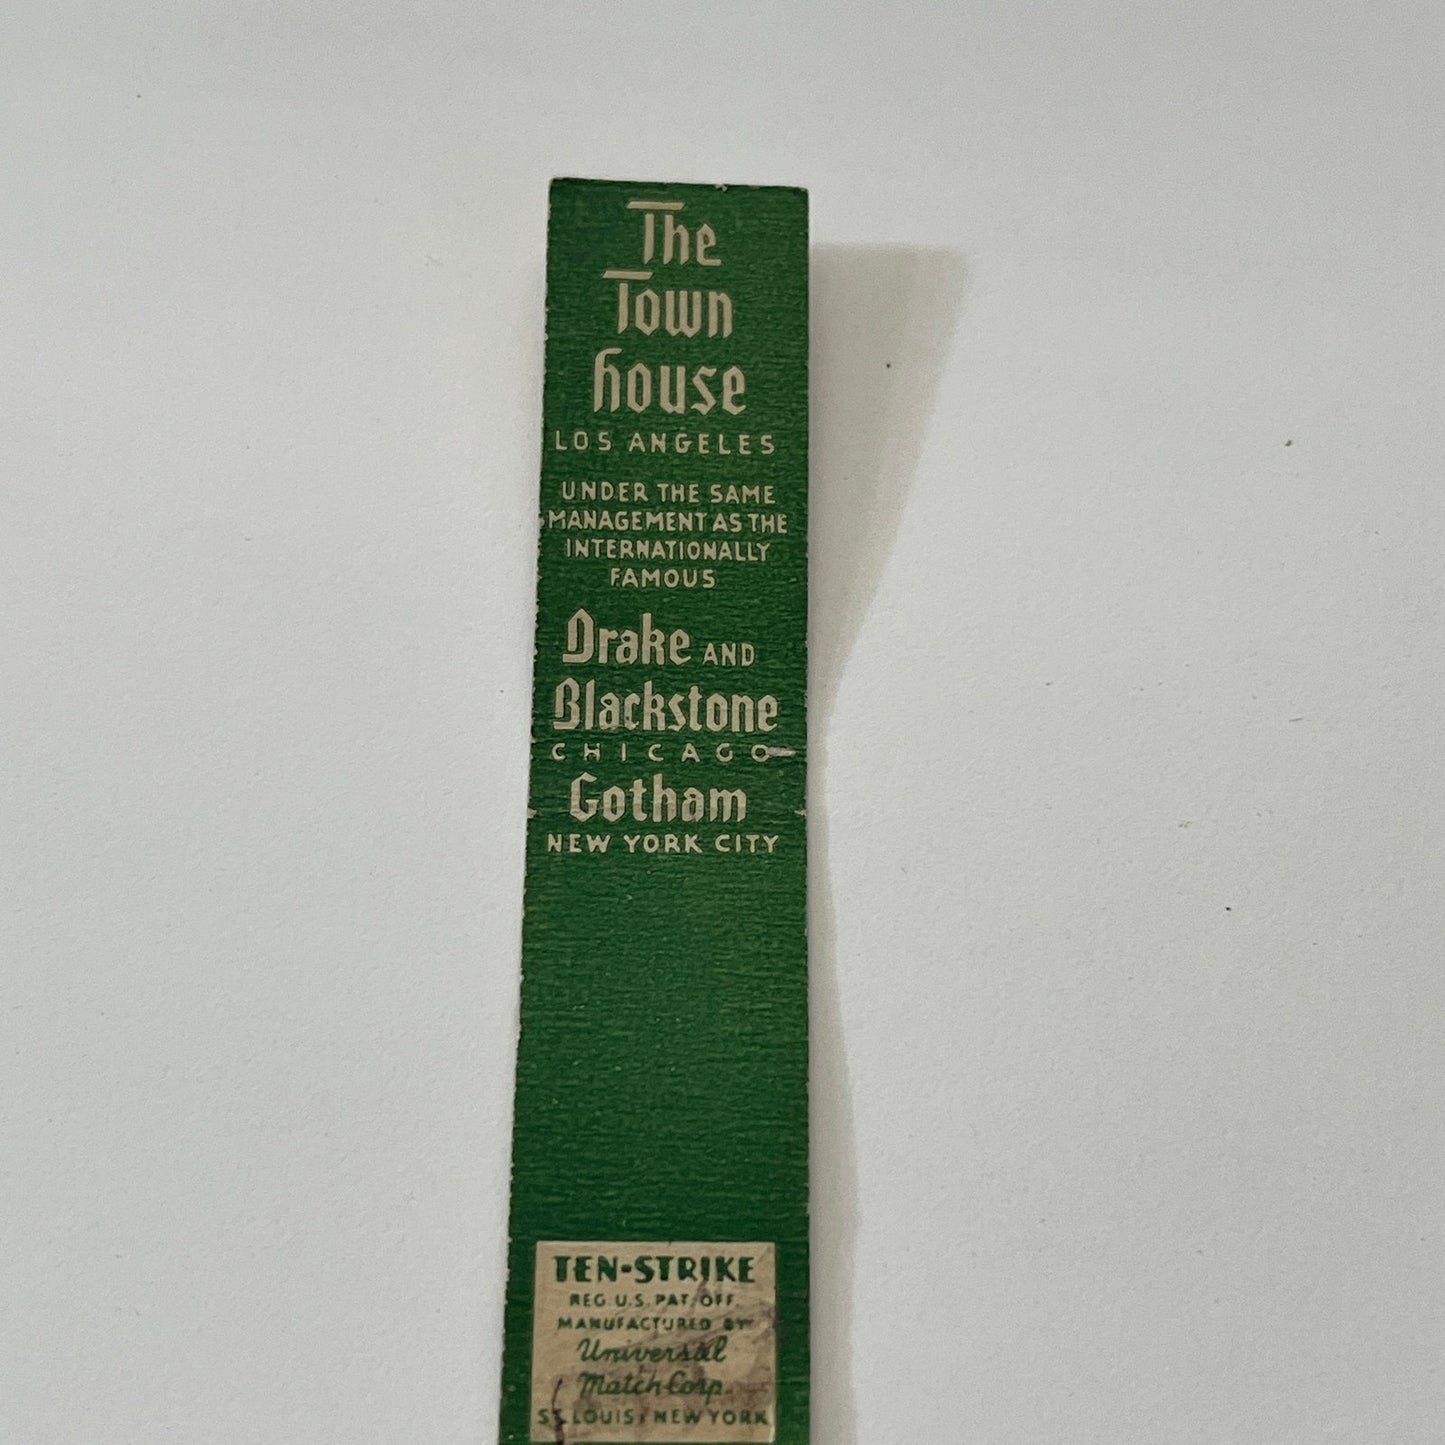 The
Town
house
LOS ANGELES
UNDER THE SAME
MANAGEMENT AS THE
INTERNATIONALLY
FAMOUS
Drake AND
Blackstone
CHICAGO
Gotham
NEW YORK CITY
TEN-STRIKE
REG. U.S. PAT. OFF.
MANUFACTURED BY
Universal
Match Corp.
ST. LOUIS, NEW YORK